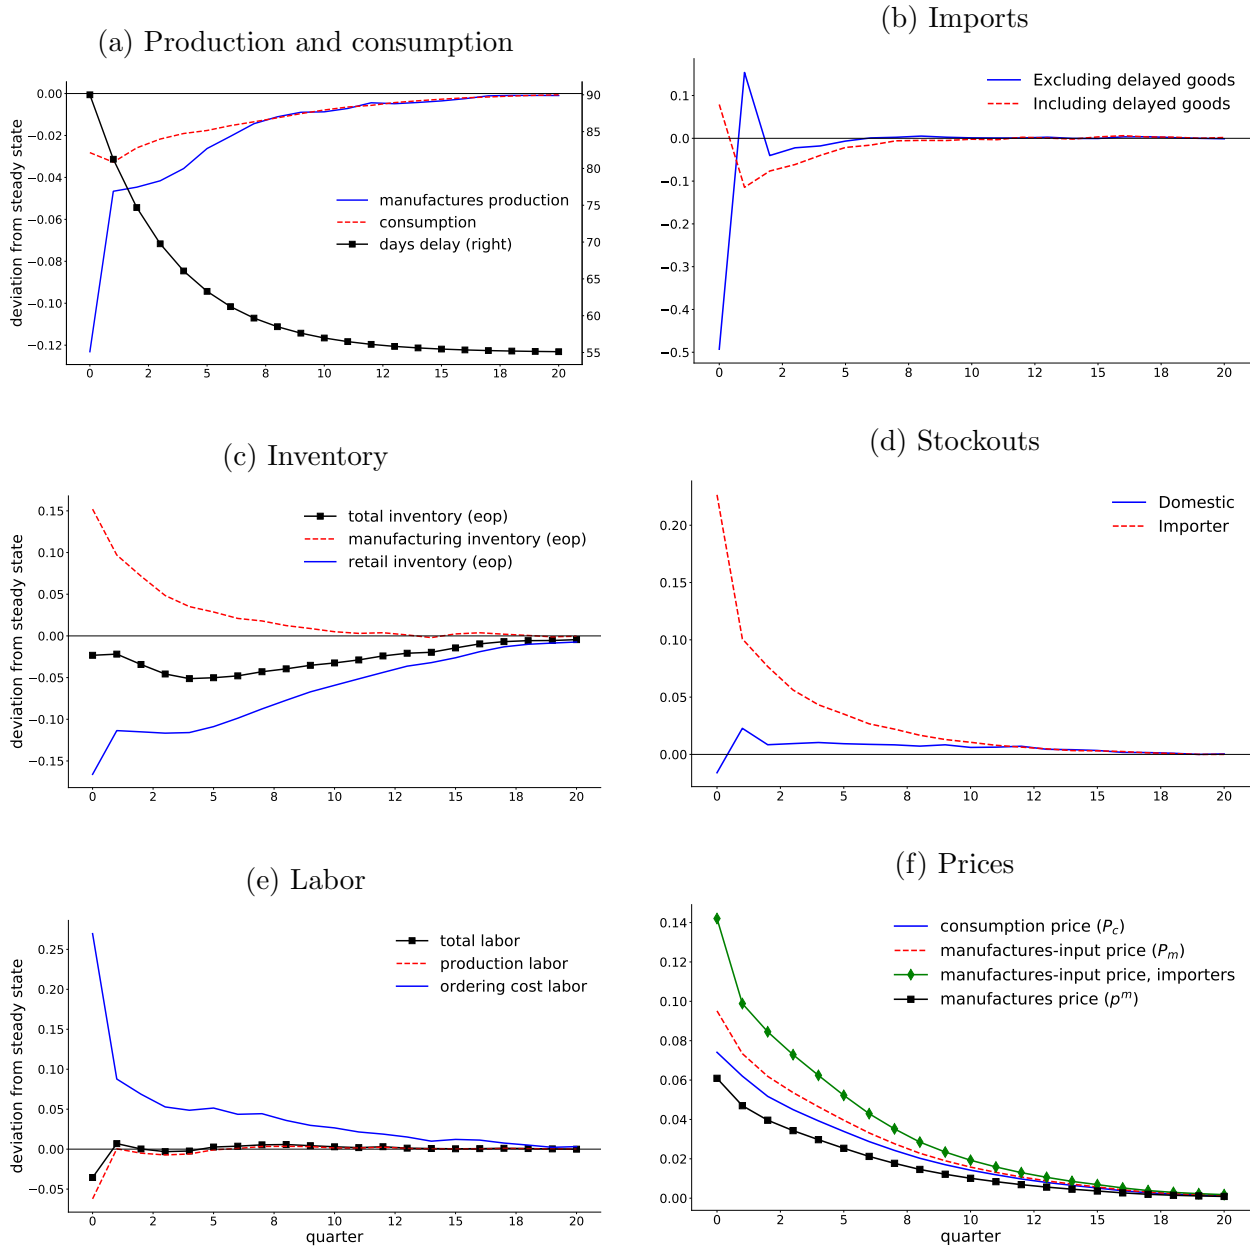 (a) Production and consumption
deviation from steady state
0.00
−0.02
−0.04
−0.06
−0.08
−0.10
−0.12
90
85
80
75
70
65
60
55
manufactures production
consumption
days delay (right)
0 2 5 8 10 12 15 18 20
(b) Imports
0.1
0.0
−0.1
−0.2
−0.3
−0.4
−0.5
Excluding delayed goods
Including delayed goods
0 2 5 8 10 12 15 18 20
(c) Inventory
deviation from steady state
0.15
0.10
0.05
0.00
−0.05
−0.10
−0.15
total inventory (eop)
manufacturing inventory (eop)
retail inventory (eop)
0 2 5 8 10 12 15 18 20
(d) Stockouts
0.20
0.15
0.10
0.05
0.00
Domestic
Importer
0 2 5 8 10 12 15 18 20
(e) Labor
deviation from steady state
0.25
0.20
0.15
0.10
0.05
0.00
−0.05
total labor
production labor
ordering cost labor
0 2 5 8 10 12 15 18 20
quarter
(f) Prices
0.14
0.12
0.10
0.08
0.06
0.04
0.02
0.00
consumption price (P_c)
manufactures-input price (P_m)
manufactures-input price, importers
manufactures price (p^m)
0 2 5 8 10 12 15 18 20
quarter